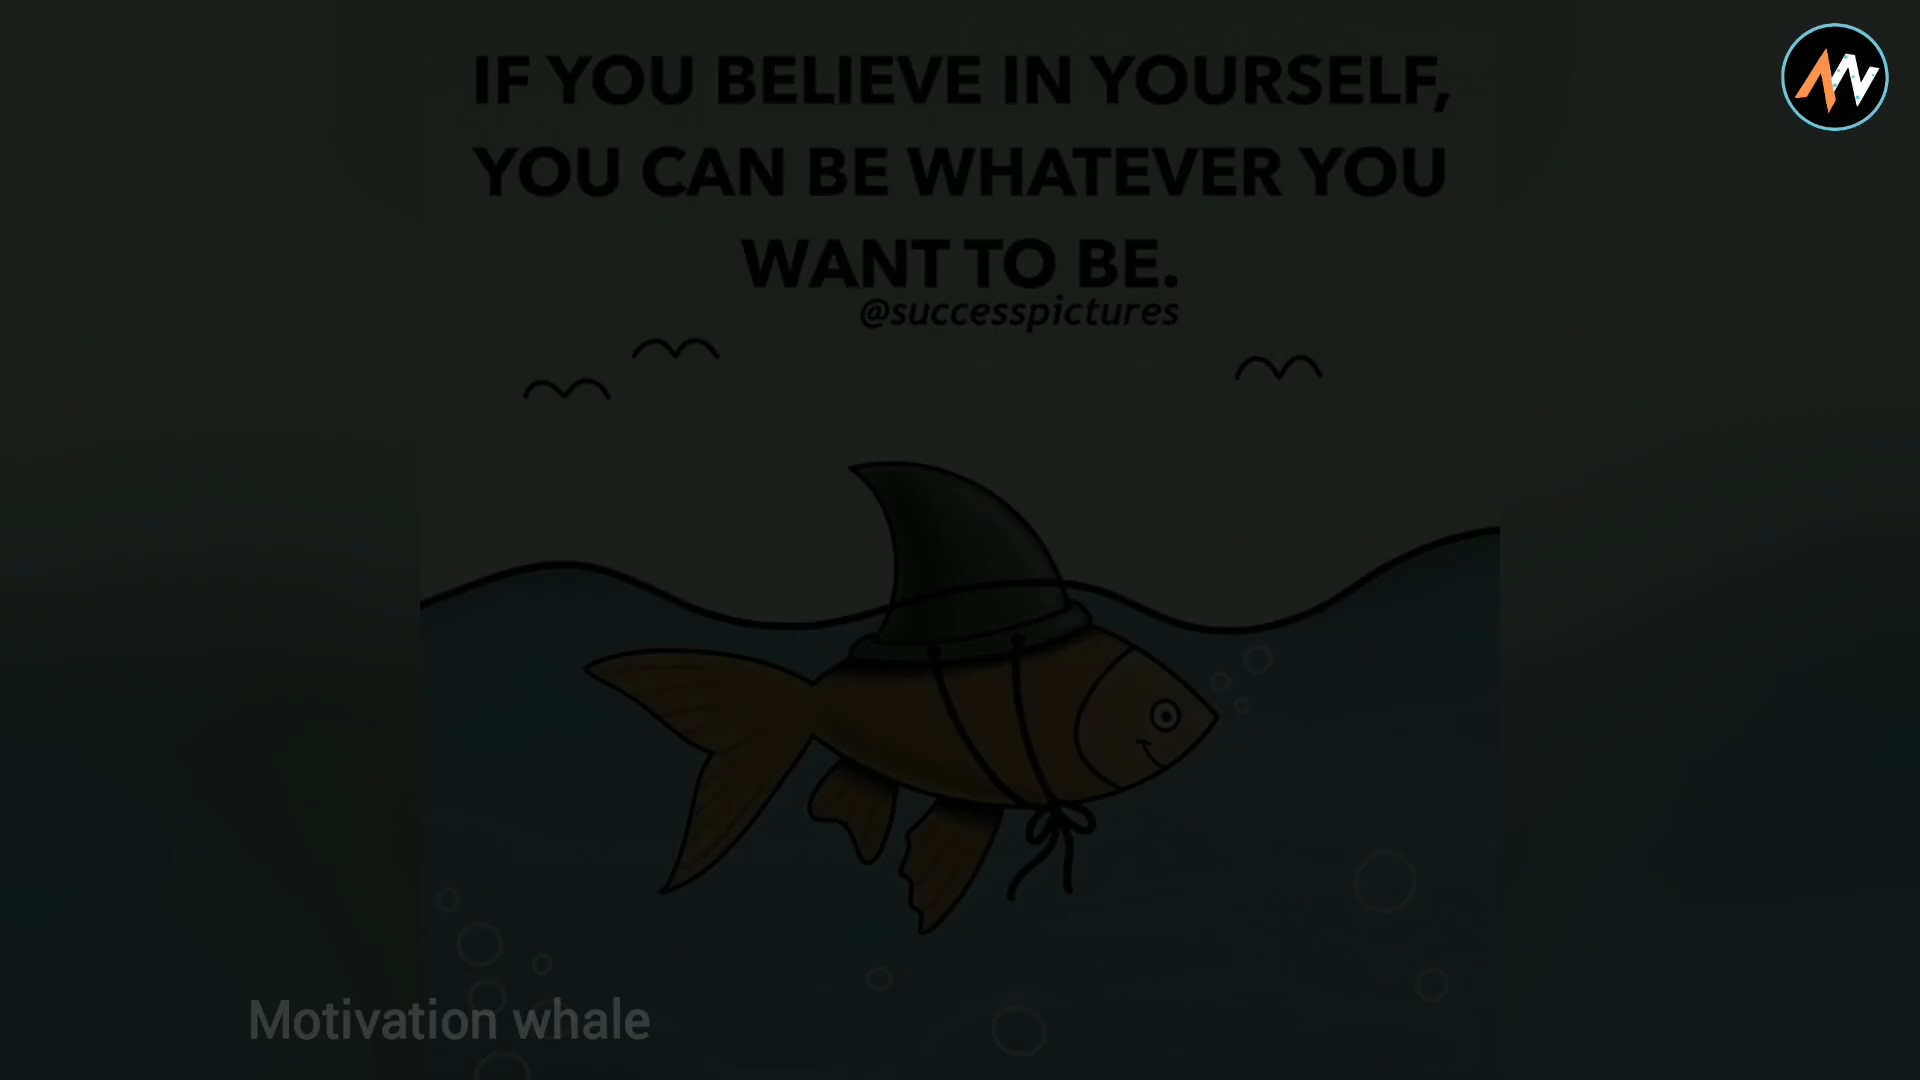 IF YOU BELIEVE IN YOURSELF,
YOU CAN BE WHATEVER YOU
WANT TO BE.
@successpictures
Motivation whale